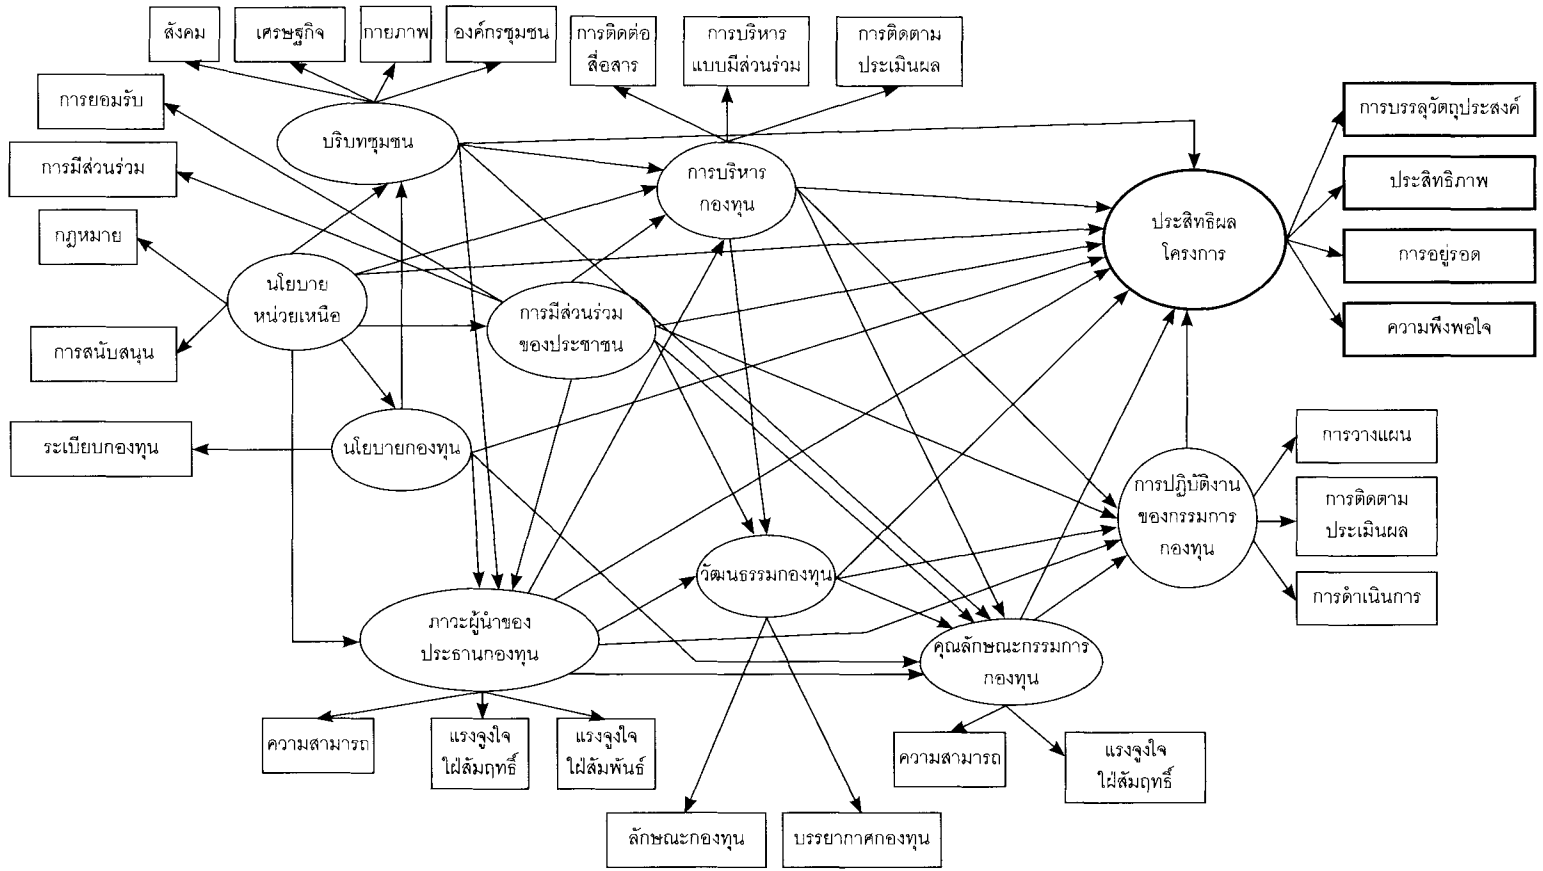 สังคม
เศรษฐกิจ
กายภาพ
องค์กรชุมชน
การติดต่อ
สื่อสาร
การบริหาร
แบบมีส่วนร่วม
การติดตาม
ประเมินผล
การยอมรับ
การมีส่วนร่วม
กฎหมาย
การสนับสนุน
ระเบียบกองทุน
บริบทชุมชน
การบริหาร
กองทุน
นโยบาย
หน่วยเหนือ
การมีส่วนร่วม
ของประชาชน
นโยบายกองทุน
ประสิทธิผล
โครงการ
การบรรลุวัตถุประสงค์
ประสิทธิภาพ
การอยู่รอด
ความพึงพอใจ
การปฏิบัติงาน
ของกรรมการ
กองทุน
การวางแผน
การติดตาม
ประเมินผล
การดำเนินการ
วัฒนธรรมกองทุน
ภาวะผู้นำของ
ประธานกองทุน
คุณลักษณะกรรมการ
กองทุน
ความสามารถ
แรงจูงใจ
ใฝ่สัมฤทธิ์
แรงจูงใจ
ใฝ่สัมพันธ์
ความสามารถ
แรงจูงใจ
ใฝ่สัมฤทธิ์
ลักษณะกองทุน
บรรยากาศกองทุน